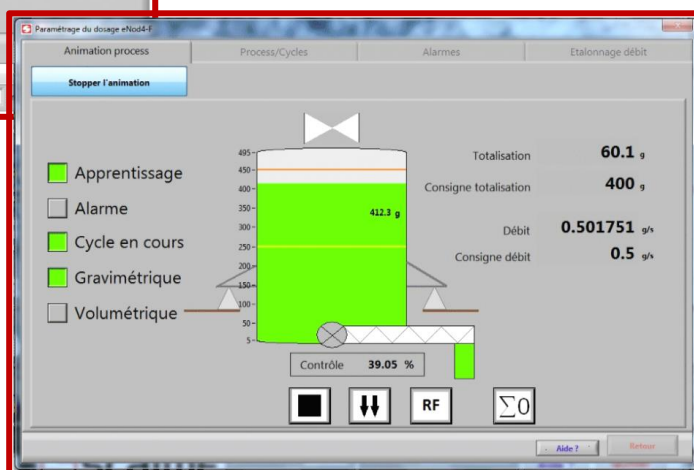 Paramétrage du dosage eNod4-F
Animation process
Process/Cycles
Alarmes
Etalonnage débit
Stopper l'animation
Apprentissage
Alarme
Cycle en cours
Gravimétrique
Volumétrique
495
450
400
350
300
250
200
150
100
50
5
412.3 g
Totalisation 60.1 g
Consigne totalisation 400 g
Débit 0.501751 g/s
Consigne débit 0.5 g/s
Contrôle 39.05 %
RF
∑0
Aide ?
Retour